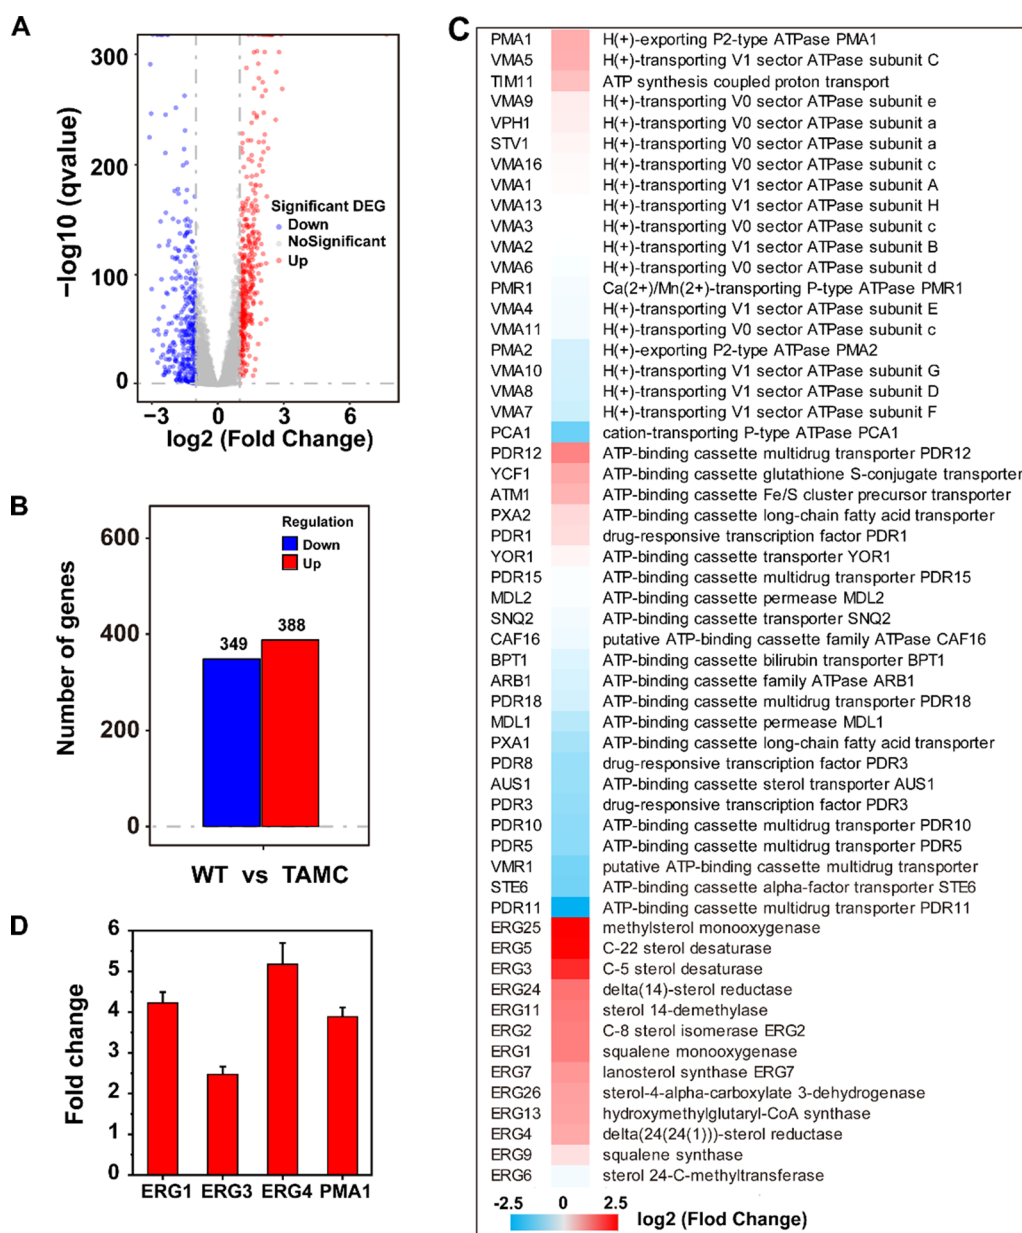 A
−log10 (qvalue)
300
200
100
0
Significant DEG
Down
NoSignificant
Up
−3 0 3 6
log2 (Fold Change)
B
Number of genes
600
400
200
0
Regulation
Down
Up
349
388
WT vs TAMC
D
Fold change
6
5
4
3
2
1
0
ERG1 ERG3 ERG4 PMA1
C
PMA1 H(+)-exporting P2-type ATPase PMA1
VMA5 H(+)-transporting V1 sector ATPase subunit C
TIM11 ATP synthesis coupled proton transport
VMA9 H(+)-transporting V0 sector ATPase subunit e
VPH1 H(+)-transporting V0 sector ATPase subunit a
STV1 H(+)-transporting V0 sector ATPase subunit a
VMA16 H(+)-transporting V0 sector ATPase subunit c
VMA1 H(+)-transporting V1 sector ATPase subunit A
VMA13 H(+)-transporting V1 sector ATPase subunit H
VMA3 H(+)-transporting V0 sector ATPase subunit c
VMA2 H(+)-transporting V1 sector ATPase subunit B
VMA6 H(+)-transporting V0 sector ATPase subunit d
PMR1 Ca(2+)/Mn(2+)-transporting P-type ATPase PMR1
VMA4 H(+)-transporting V1 sector ATPase subunit E
VMA11 H(+)-transporting V0 sector ATPase subunit c
PMA2 H(+)-exporting P2-type ATPase PMA2
VMA10 H(+)-transporting V1 sector ATPase subunit G
VMA8 H(+)-transporting V1 sector ATPase subunit D
VMA7 H(+)-transporting V1 sector ATPase subunit F
PCA1 cation-transporting P-type ATPase PCA1
PDR12 ATP-binding cassette multidrug transporter PDR12
YCF1 ATP-binding cassette glutathione S-conjugate transporter
ATM1 ATP-binding cassette Fe/S cluster precursor transporter
PXA2 ATP-binding cassette long-chain fatty acid transporter
PDR1 drug-responsive transcription factor PDR1
YOR1 ATP-binding cassette transporter YOR1
PDR15 ATP-binding cassette multidrug transporter PDR15
MDL2 ATP-binding cassette permease MDL2
SNQ2 ATP-binding cassette transporter SNQ2
CAF16 putative ATP-binding cassette family ATPase CAF16
BPT1 ATP-binding cassette bilirubin transporter BPT1
ARB1 ATP-binding cassette family ATPase ARB1
PDR18 ATP-binding cassette multidrug transporter PDR18
MDL1 ATP-binding cassette permease MDL1
PXA1 ATP-binding cassette long-chain fatty acid transporter
PDR8 drug-responsive transcription factor PDR3
AUS1 ATP-binding cassette sterol transporter AUS1
PDR3 drug-responsive transcription factor PDR3
PDR10 ATP-binding cassette multidrug transporter PDR10
PDR5 ATP-binding cassette multidrug transporter PDR5
VMR1 putative ATP-binding cassette multidrug transporter
STE6 ATP-binding cassette alpha-factor transporter STE6
PDR11 ATP-binding cassette multidrug transporter PDR11
ERG25 methylsterol monooxygenase
ERG5 C-22 sterol desaturase
ERG3 C-5 sterol desaturase
ERG24 delta(14)-sterol reductase
ERG11 sterol 14-demethylase
ERG2 C-8 sterol isomerase ERG2
ERG1 squalene monooxygenase
ERG7 lanosterol synthase ERG7
ERG26 sterol-4-alpha-carboxylate 3-dehydrogenase
ERG13 hydroxymethylglutaryl-CoA synthase
ERG4 delta(24(24(1)))-sterol reductase
ERG9 squalene synthase
ERG6 sterol 24-C-methyltransferase
-2.5 0 2.5
log2 (Flod Change)